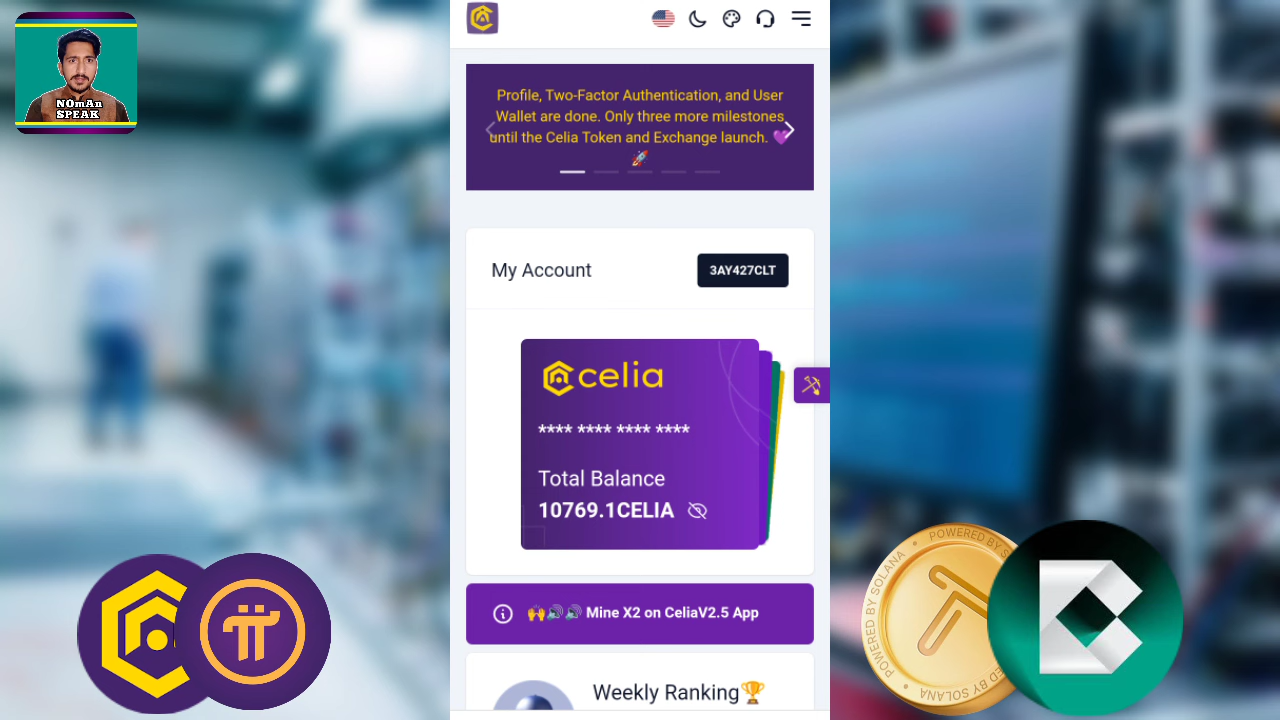 NOmAn
SPEAK
Profile, Two-Factor Authentication, and User
Wallet are done. Only three more milestones
until the Celia Token and Exchange launch. 💜
🚀
My Account
3AY427CLT
celia
**** **** **** ****
Total Balance
10769.1CELIA
🙌🔊🔊 Mine X2 on CeliaV2.5 App
Weekly Ranking🏆
POWERED BY SOLANA • POWERED BY S
ED BY SOLANA